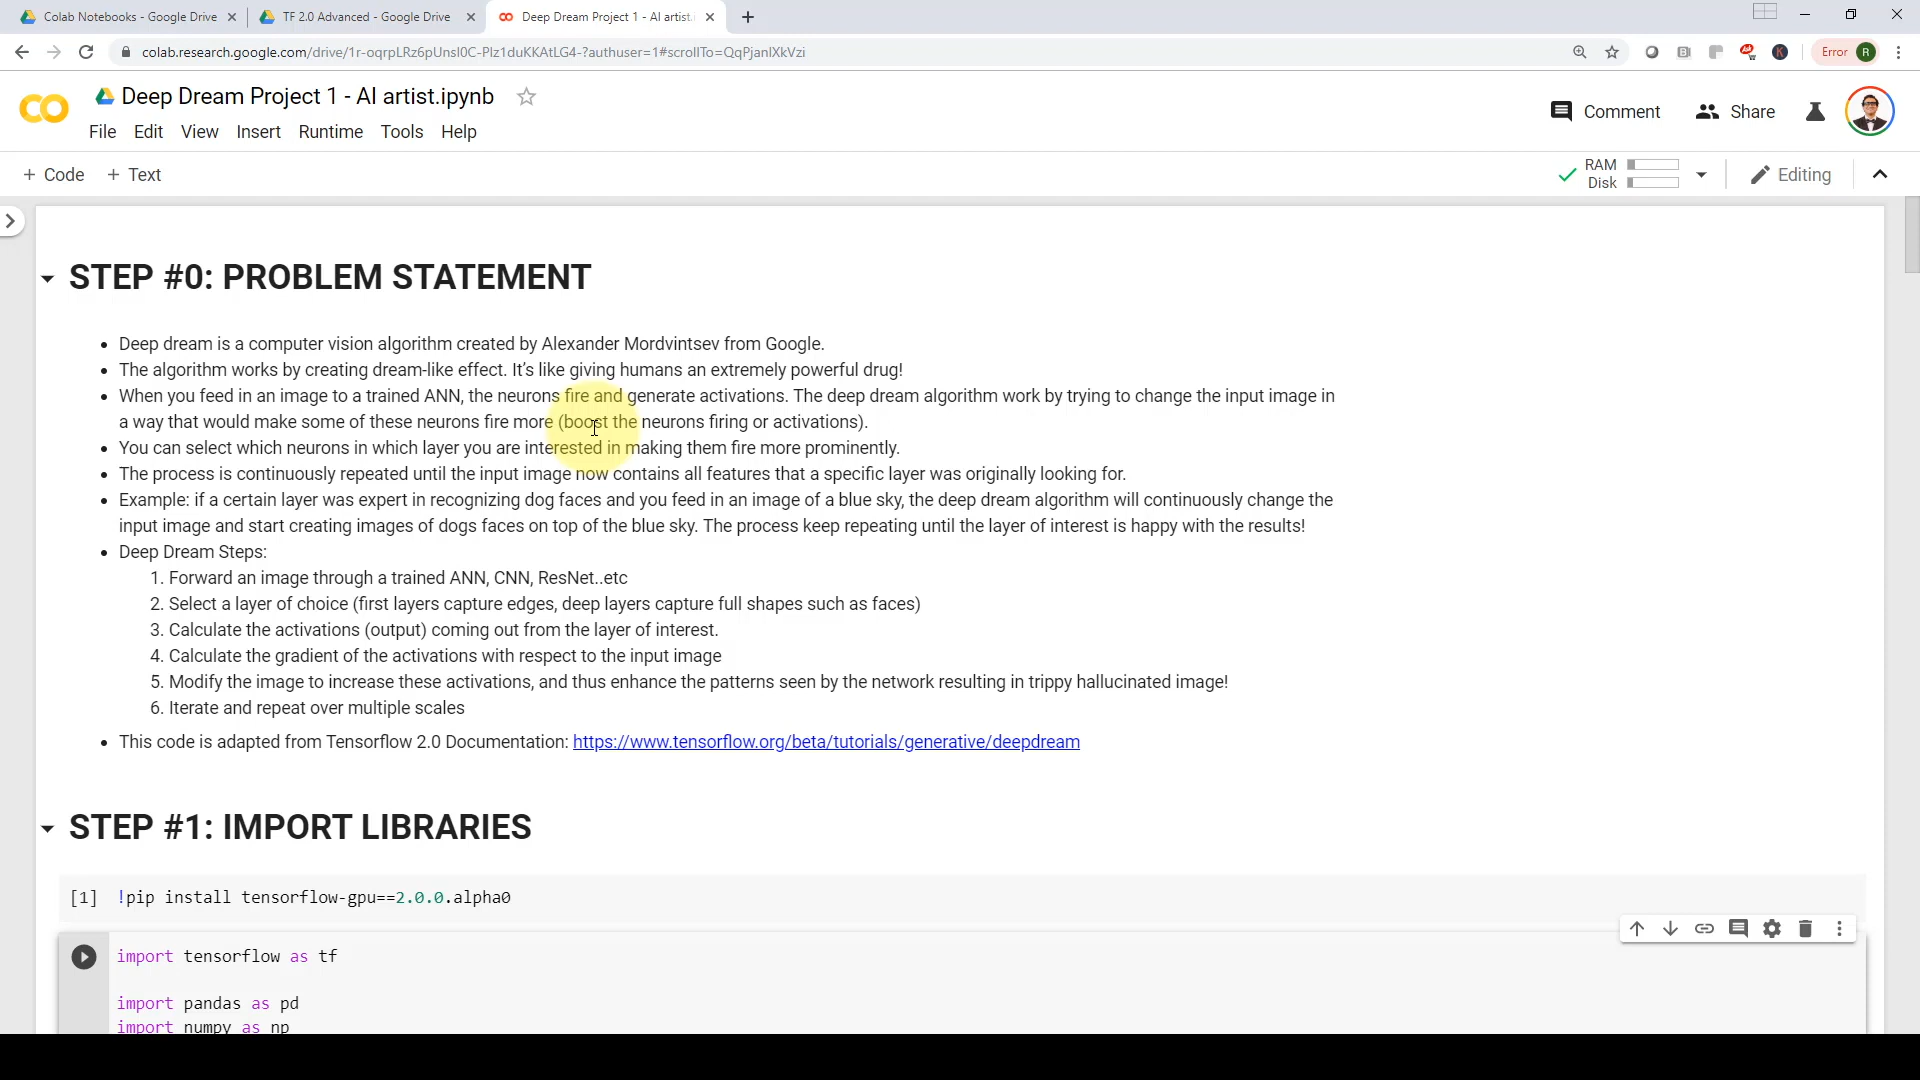 Colab Notebooks - Google Drive
TF 2.0 Advanced - Google Drive
Deep Dream Project 1 - AI artist.
colab.research.google.com/drive/1r-oqrpLRz6pUnsI0C-PIz1duKKAtLG4-?authuser=1#scrollTo=QqPjanlXkVzi
Error R
Deep Dream Project 1 - AI artist.ipynb
Comment Share
File Edit View Insert Runtime Tools Help
+ Code + Text
RAM
Disk
Editing
STEP #0: PROBLEM STATEMENT
• Deep dream is a computer vision algorithm created by Alexander Mordvintsev from Google.
• The algorithm works by creating dream-like effect. It’s like giving humans an extremely powerful drug!
• When you feed in an image to a trained ANN, the neurons fire and generate activations. The deep dream algorithm work by trying to change the input image in
a way that would make some of these neurons fire more (boost the neurons firing or activations).
• You can select which neurons in which layer you are interested in making them fire more prominently.
• The process is continuously repeated until the input image now contains all features that a specific layer was originally looking for.
• Example: if a certain layer was expert in recognizing dog faces and you feed in an image of a blue sky, the deep dream algorithm will continuously change the
input image and start creating images of dogs faces on top of the blue sky. The process keep repeating until the layer of interest is happy with the results!
• Deep Dream Steps:
1. Forward an image through a trained ANN, CNN, ResNet..etc
2. Select a layer of choice (first layers capture edges, deep layers capture full shapes such as faces)
3. Calculate the activations (output) coming out from the layer of interest.
4. Calculate the gradient of the activations with respect to the input image
5. Modify the image to increase these activations, and thus enhance the patterns seen by the network resulting in trippy hallucinated image!
6. Iterate and repeat over multiple scales
• This code is adapted from Tensorflow 2.0 Documentation: https://www.tensorflow.org/beta/tutorials/generative/deepdream
STEP #1: IMPORT LIBRARIES
[1] !pip install tensorflow-gpu==2.0.0.alpha0
import tensorflow as tf
import pandas as pd
import numpy as np